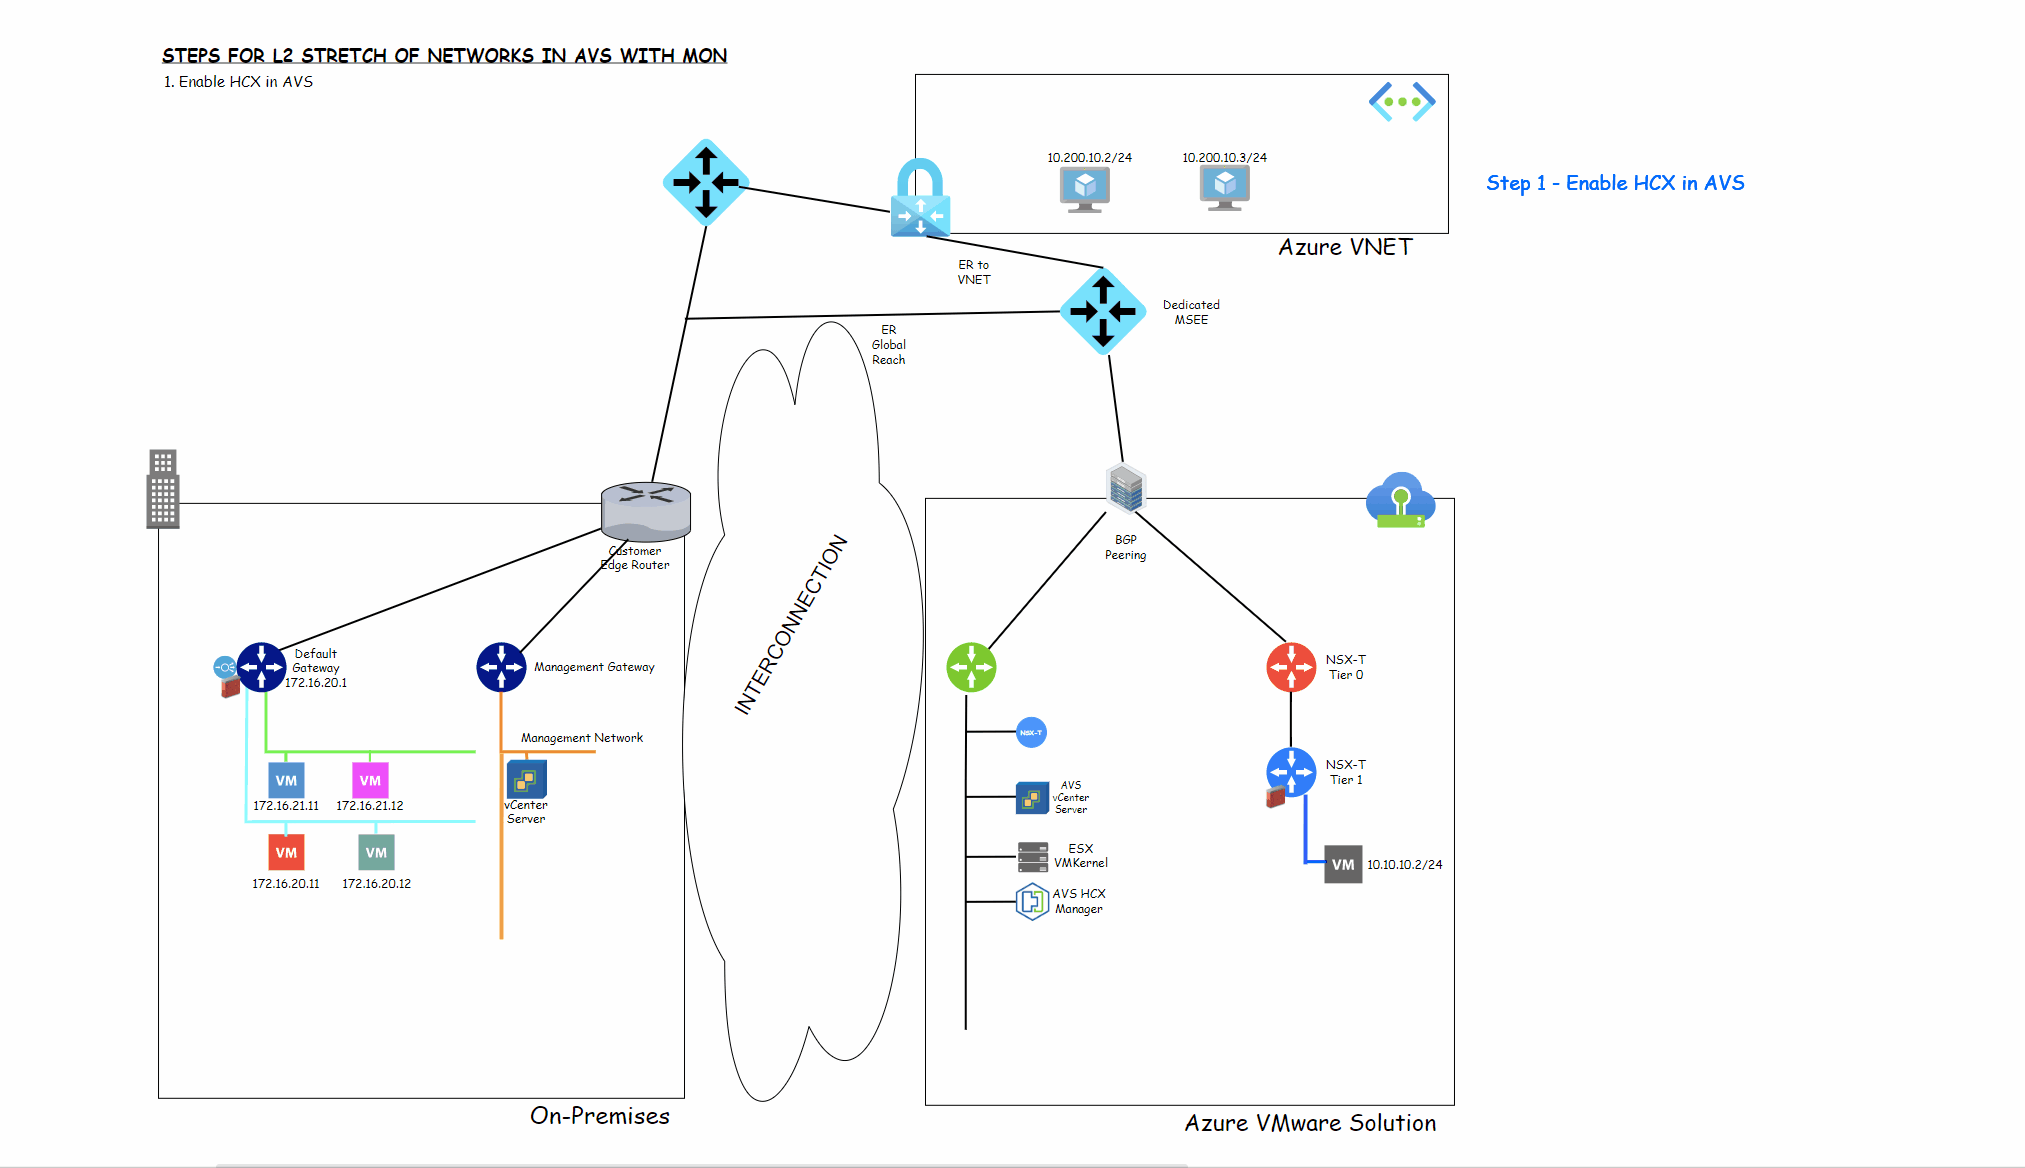 STEPS FOR L2 STRETCH OF NETWORKS IN AVS WITH MON
1. Enable HCX in AVS
10.200.10.2/24
10.200.10.3/24
Step 1 - Enable HCX in AVS
Azure VNET
ER to
VNET
Dedicated
MSEE
ER
Global
Reach
Customer
Edge Router
INTERCONNECTION
BGP
Peering
Default
Gateway
172.16.20.1
Management Gateway
NSX-T
Tier 0
Management Network
NSX-T
VM
172.16.21.11
VM
172.16.21.12
vCenter
Server
AVS
vCenter
Server
NSX-T
Tier 1
VM
172.16.20.11
VM
172.16.20.12
ESX
VMKernel
AVS HCX
Manager
VM
10.10.10.2/24
On-Premises
Azure VMware Solution